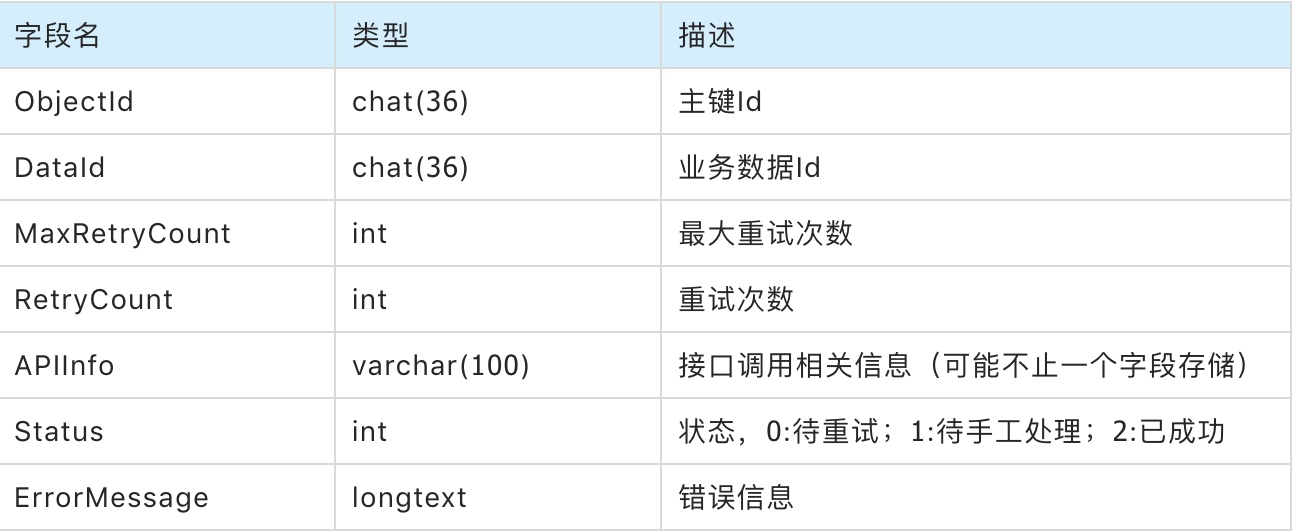 字段名 类型 描述
ObjectId chat(36) 主键Id
DataId chat(36) 业务数据Id
MaxRetryCount int 最大重试次数
RetryCount int 重试次数
APIInfo varchar(100) 接口调用相关信息（可能不止一个字段存储）
Status int 状态，0:待重试；1:待手工处理；2:已成功
ErrorMessage longtext 错误信息